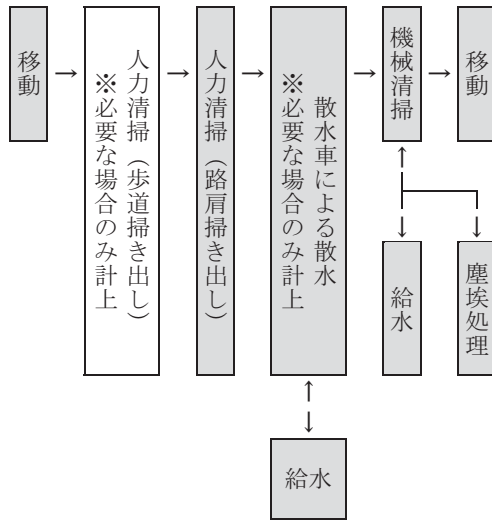 移動
→
人力清掃（歩道掃き出し）
※必要な場合のみ計上
→
人力清掃（路肩掃き出し）
→
散水車による散水
※必要な場合のみ計上
→
機械清掃
→
移動
給水
塵埃処理
給水